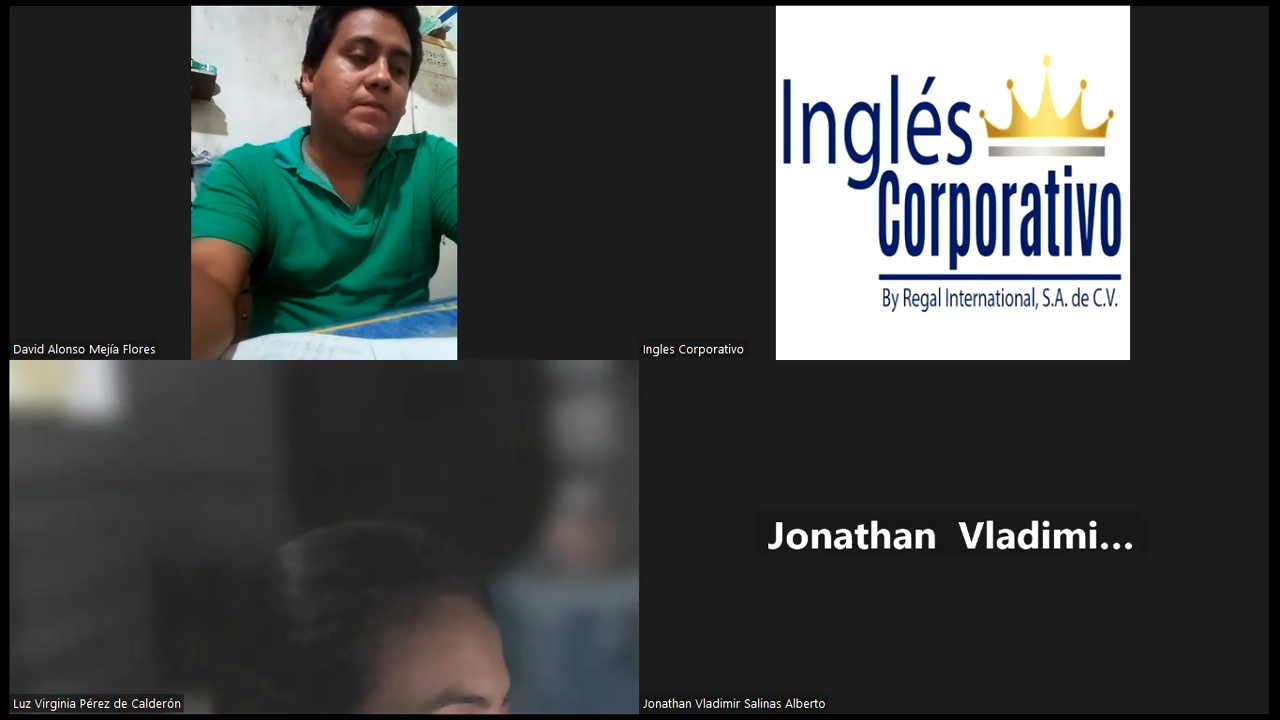 Inglés
Corporativo
By Regal International, S.A. de C.V.
David Alonso Mejía Flores
Ingles Corporativo
Jonathan Vladimi...
Luz Virginia Pérez de Calderón
Jonathan Vladimir Salinas Alberto